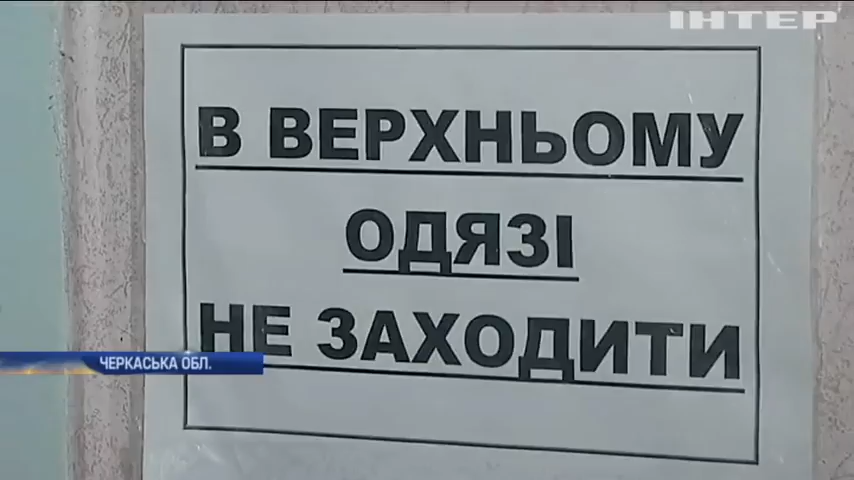 ІНТЕР
В ВЕРХНЬОМУ
ОДЯЗІ
НЕ ЗАХОДИТИ
ЧЕРКАСЬКА ОБЛ.